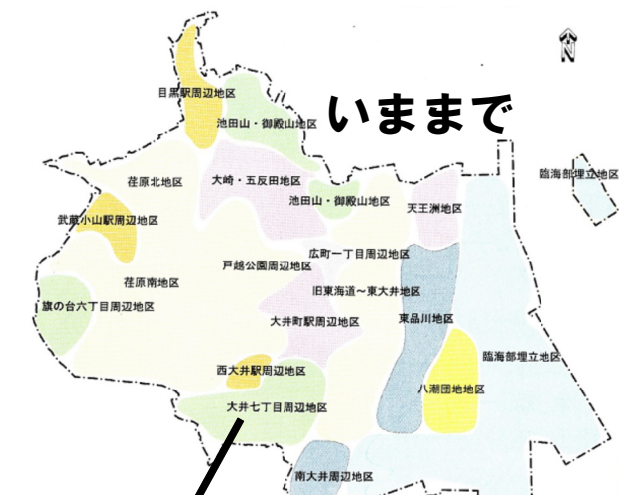 N
目黒駅周辺地区
いままで
池田山・御殿山地区
臨海部埋立地区
荏原北地区
大崎・五反田地区
池田山・御殿山地区
天王洲地区
武蔵小山駅周辺地区
広町一丁目周辺地区
戸越公園周辺地区
荏原南地区
旧東海道~東大井地区
旗の台六丁目周辺地区
大井町駅周辺地区
東品川地区
臨海部埋立地区
西大井駅周辺地区
八潮団地地区
大井七丁目周辺地区
南大井周辺地区